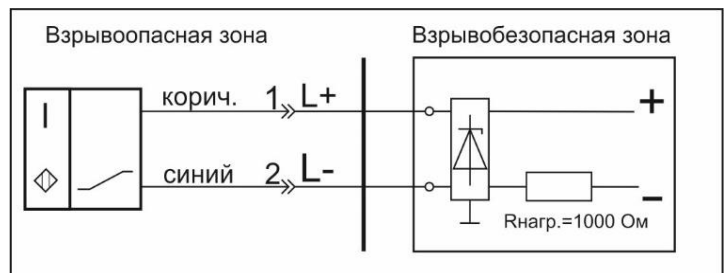 Взрывоопасная зона
Взрывобезопасная зона
I
корич. 1 L+
+
синий 2 L-
−
Rнагр.=1000 Ом